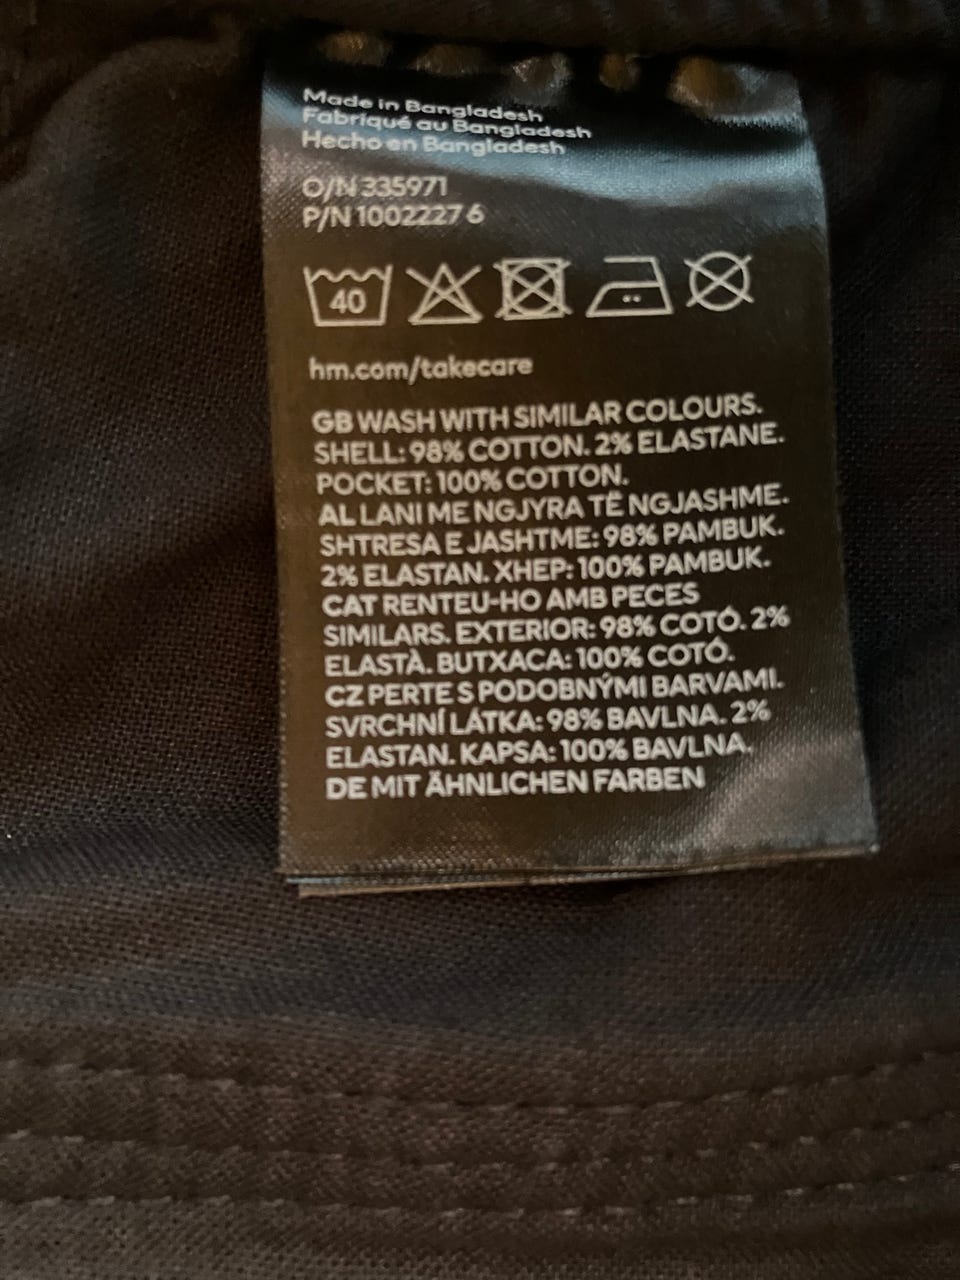 Made in Bangladesh
Fabriqué au Bangladesh
Hecho en Bangladesh
O/N 335971
P/N 1002227 6
40
hm.com/takecare
GB WASH WITH SIMILAR COLOURS.
SHELL: 98% COTTON. 2% ELASTANE.
POCKET: 100% COTTON.
AL LANI ME NGJYRA TË NGJASHME.
SHTRESA E JASHTME: 98% PAMBUK.
2% ELASTAN. XHEP: 100% PAMBUK.
CAT RENTEU-HO AMB PECES
SIMILARS. EXTERIOR: 98% COTÓ. 2%
ELASTÀ. BUTXACA: 100% COTÓ.
CZ PERTE S PODOBNÝMI BARVAMI.
SVRCHNÍ LÁTKA: 98% BAVLNA. 2%
ELASTAN. KAPSA: 100% BAVLNA.
DE MIT ÄHNLICHEN FARBEN